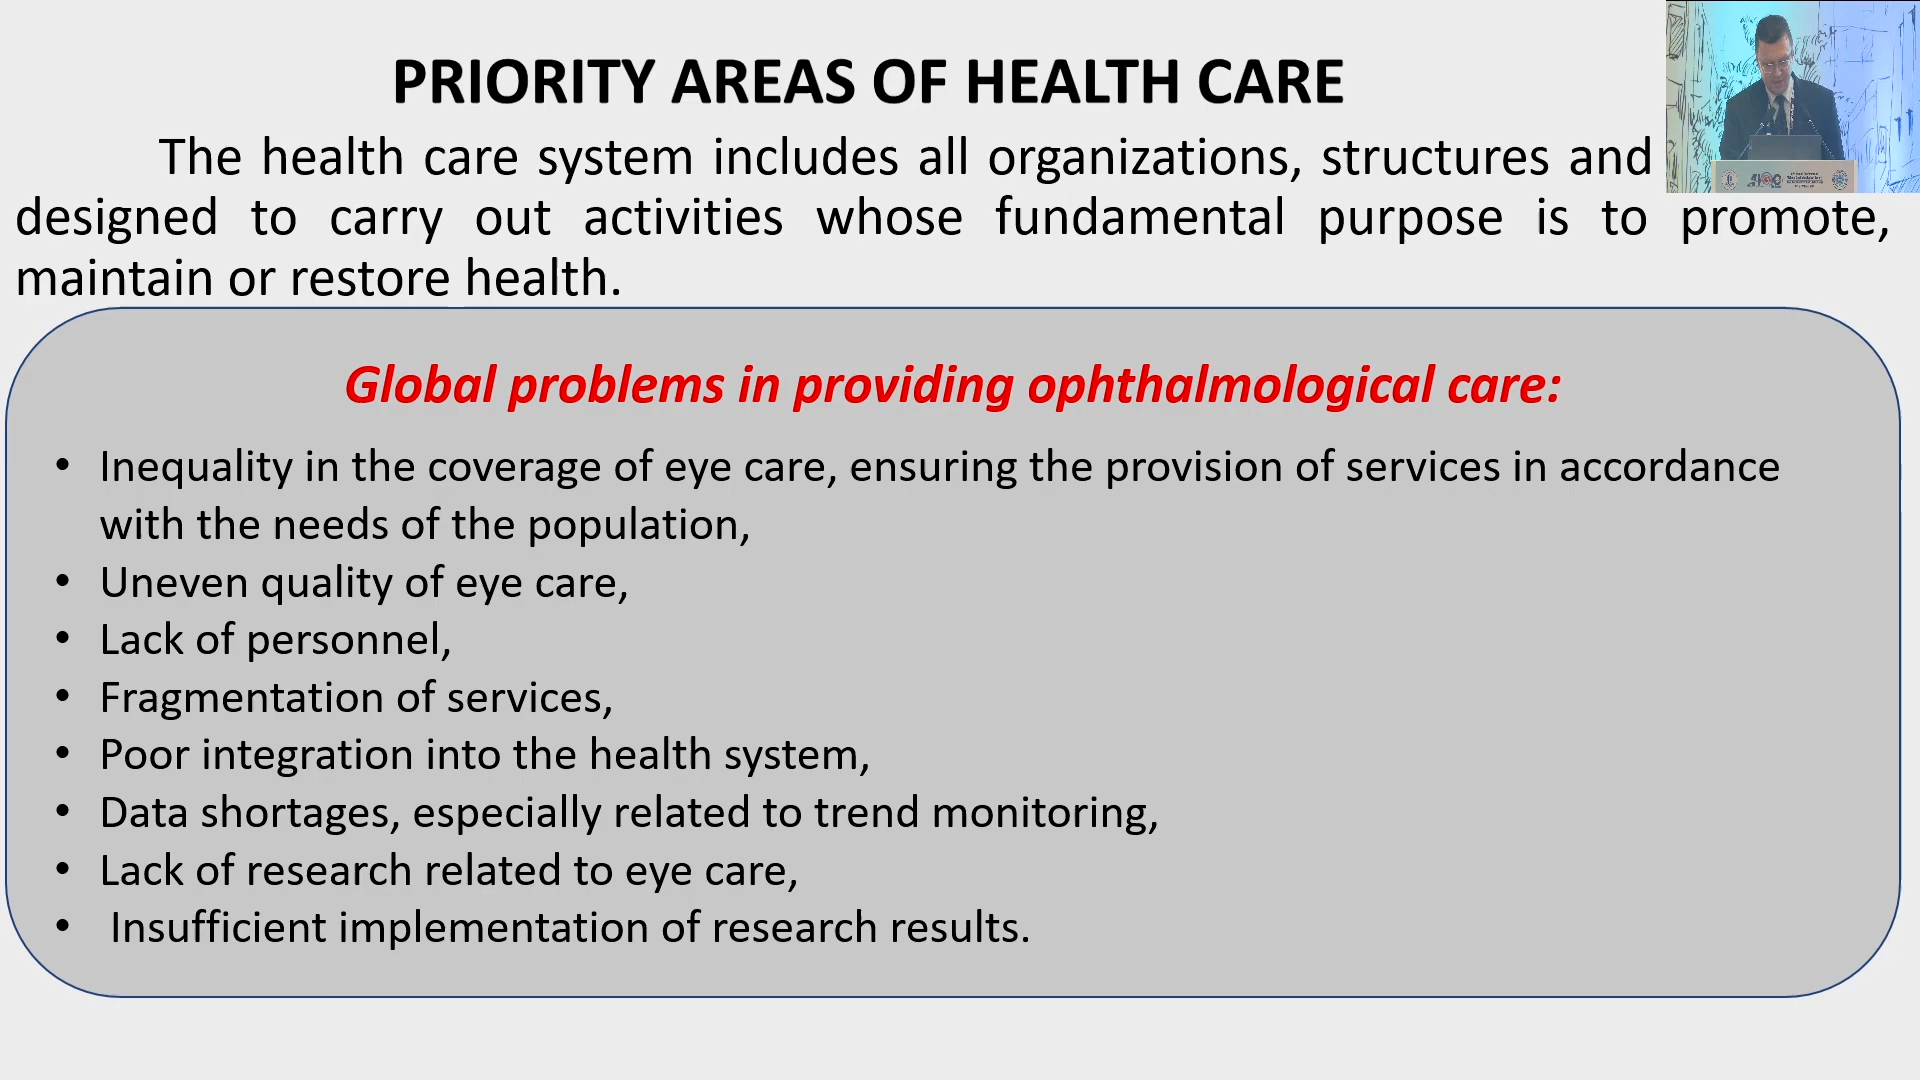 PRIORITY AREAS OF HEALTH CARE
The health care system includes all organizations, structures and
designed to carry out activities whose fundamental purpose is to promote,
maintain or restore health.
Global problems in providing ophthalmological care:
• Inequality in the coverage of eye care, ensuring the provision of services in accordance
with the needs of the population,
• Uneven quality of eye care,
• Lack of personnel,
• Fragmentation of services,
• Poor integration into the health system,
• Data shortages, especially related to trend monitoring,
• Lack of research related to eye care,
• Insufficient implementation of research results.